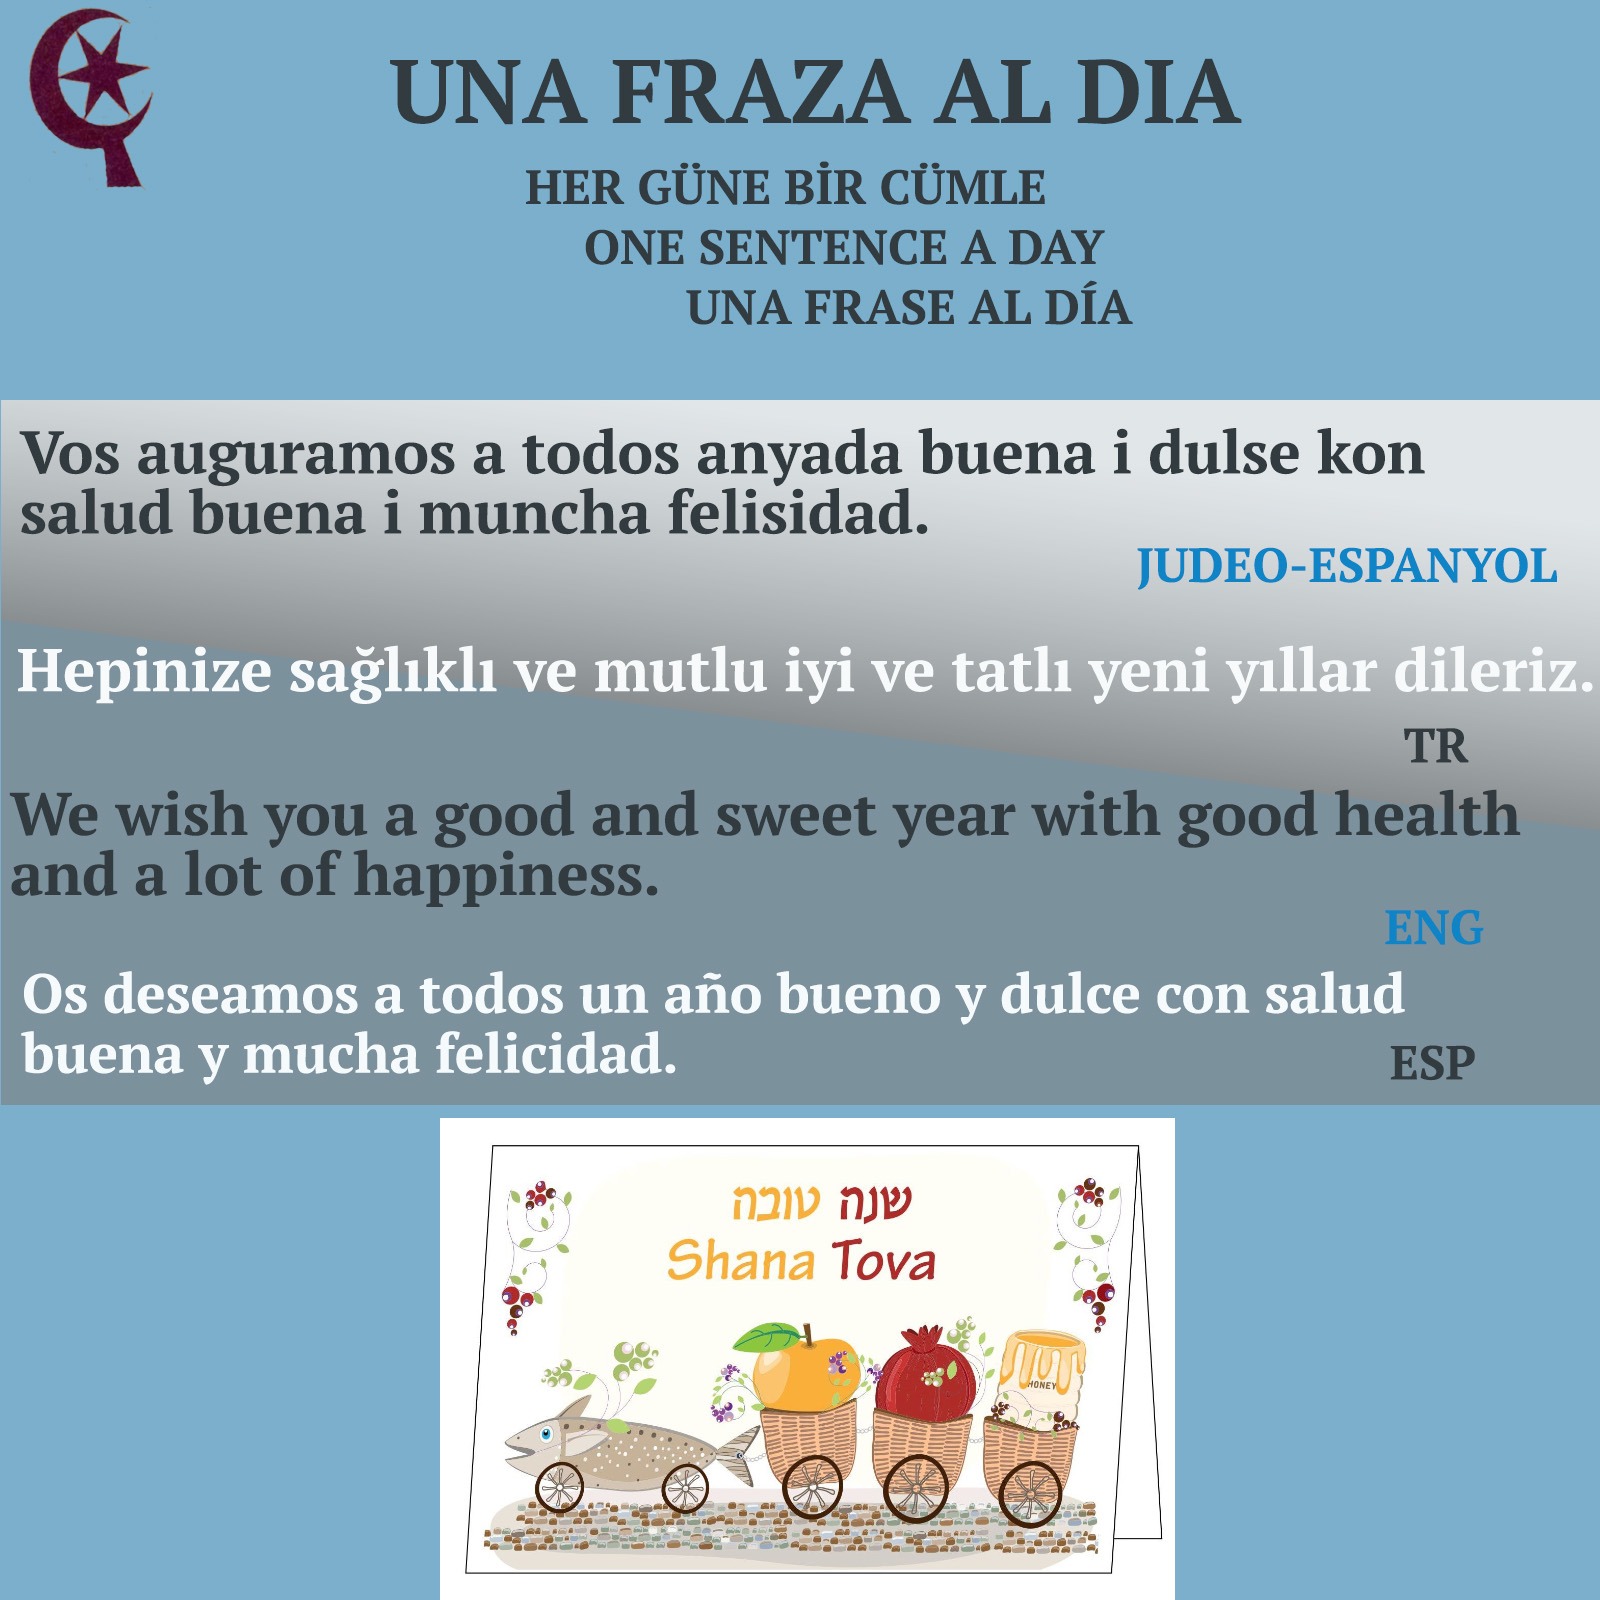 UNA FRAZA AL DIA
HER GÜNE BİR CÜMLE
ONE SENTENCE A DAY
UNA FRASE AL DÍA
Vos auguramos a todos anyada buena i dulse kon
salud buena i muncha felisidad.
JUDEO-ESPANYOL
Hepinize sağlıklı ve mutlu iyi ve tatlı yeni yıllar dileriz.
TR
We wish you a good and sweet year with good health
and a lot of happiness.
ENG
Os deseamos a todos un año bueno y dulce con salud
buena y mucha felicidad.
ESP
שנה טובה
Shana Tova
HONEY